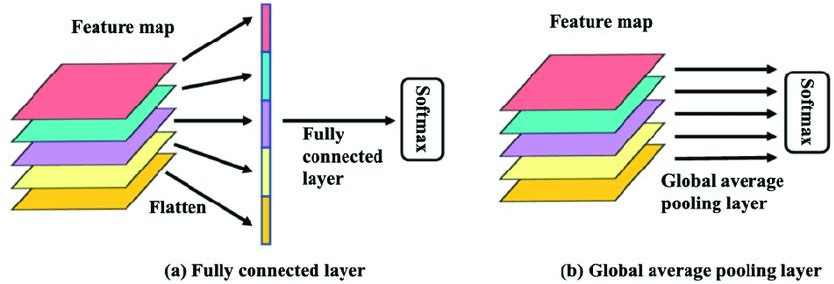 Feature map
Flatten
Fully
connected
layer
Softmax
(a) Fully connected layer
Feature map
Global average
pooling layer
Softmax
(b) Global average pooling layer